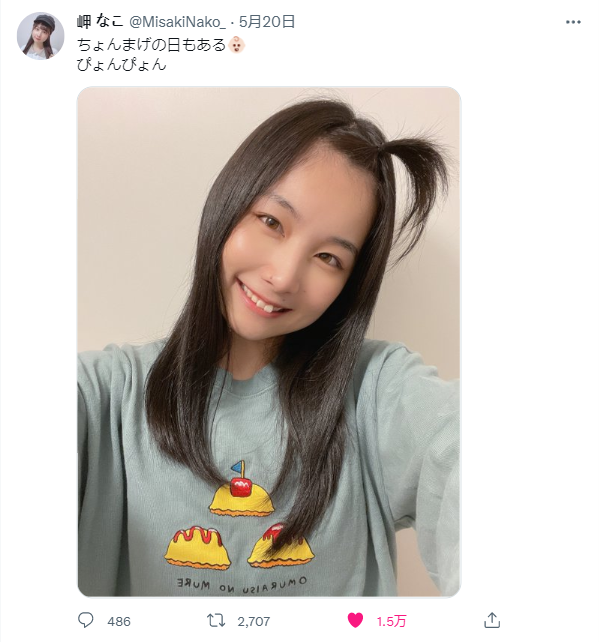 岬 なこ @MisakiNako_ · 5月20日
ちょんまげの日もある👶🏻
ぴょんぴょん
OMURAISU NO MURE
486 2,707 1.5万